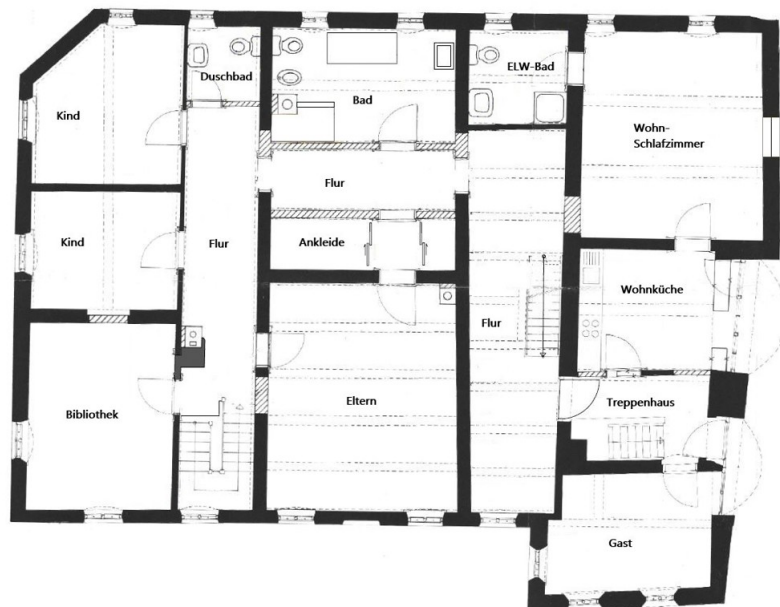 Duschbad
ELW-Bad
Bad
Kind
Wohn-
Schlafzimmer
Flur
Kind
Flur
Ankleide
Wohnküche
Flur
Eltern
Treppenhaus
Bibliothek
Gast